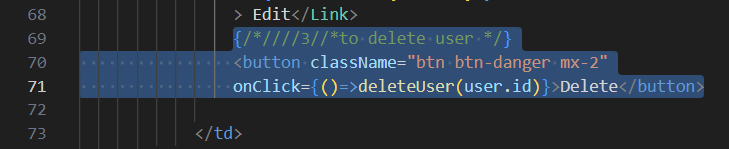 68 > Edit</Link>
69 {/*////3//*to delete user */}
70 <button className="btn btn-danger mx-2"
71 onClick={()=>deleteUser(user.id)}>Delete</button>
72
73 </td>